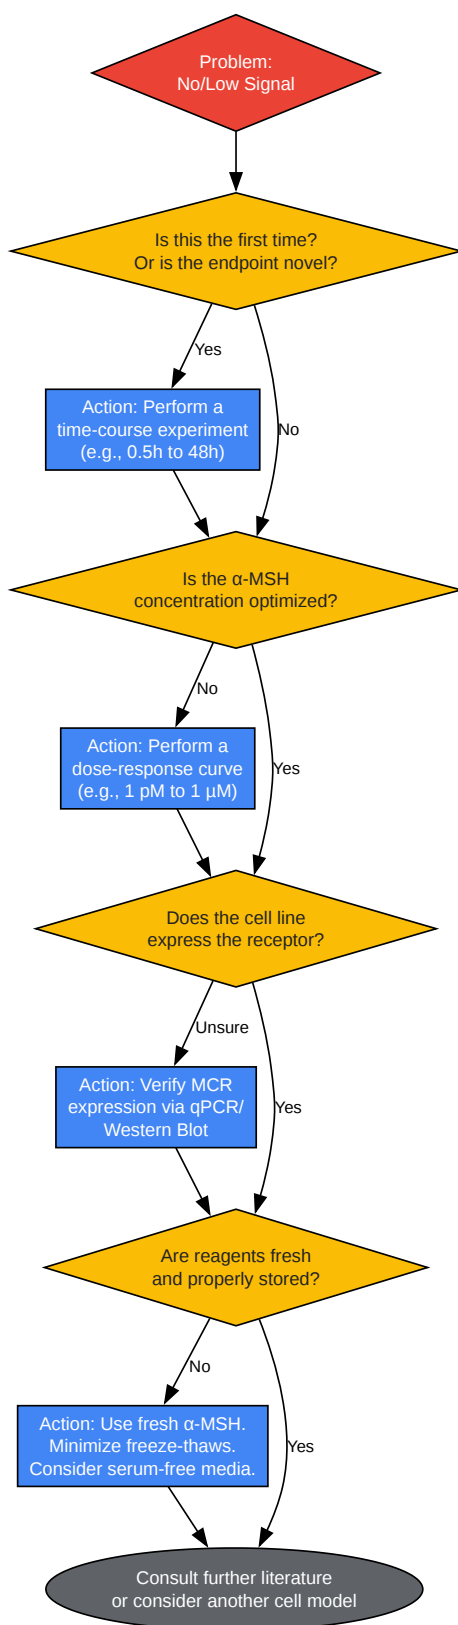 Problem:
No/Low Signal
Is this the first time?
Or is the endpoint novel?
Yes
Action: Perform a
time-course experiment
(e.g., 0.5h to 48h)
No
Is the α-MSH
concentration optimized?
No
Action: Perform a
dose-response curve
(e.g., 1 pM to 1 µM)
Yes
Does the cell line
express the receptor?
Unsure
Action: Verify MCR
expression via qPCR/
Western Blot
Yes
Are reagents fresh
and properly stored?
No
Action: Use fresh α-MSH.
Minimize freeze-thaws.
Consider serum-free media.
Yes
Consult further literature
or consider another cell model